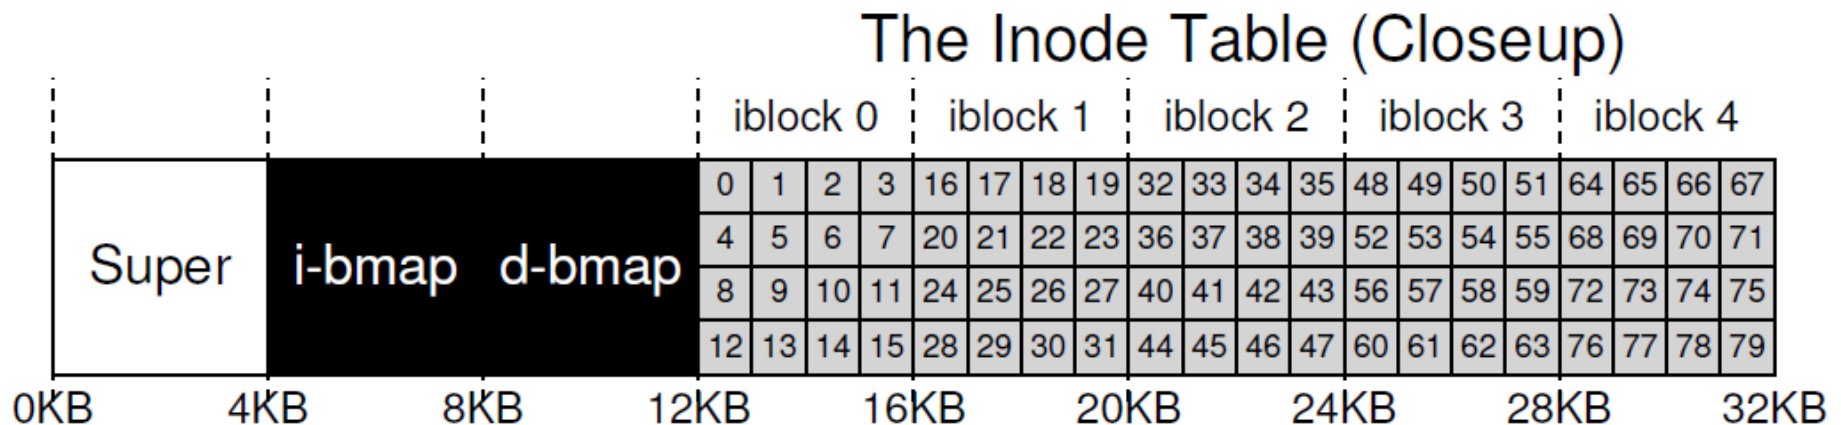 The Inode Table (Closeup)
iblock 0 iblock 1 iblock 2 iblock 3 iblock 4
Super i-bmap d-bmap
0 1 2 3 16 17 18 19 32 33 34 35 48 49 50 51 64 65 66 67
4 5 6 7 20 21 22 23 36 37 38 39 52 53 54 55 68 69 70 71
8 9 10 11 24 25 26 27 40 41 42 43 56 57 58 59 72 73 74 75
12 13 14 15 28 29 30 31 44 45 46 47 60 61 62 63 76 77 78 79
0KB 4KB 8KB 12KB 16KB 20KB 24KB 28KB 32KB